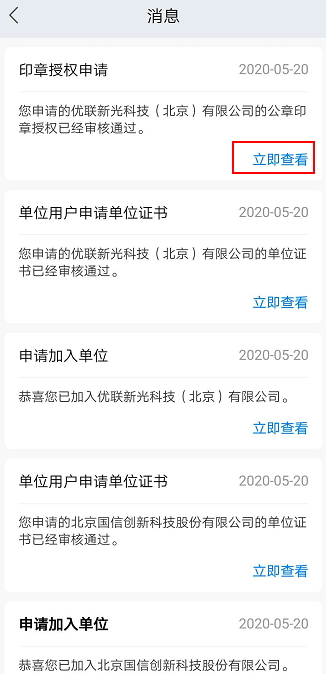 消息
印章授权申请 2020-05-20
您申请的优联新光科技（北京）有限公司的公章印
章授权已经审核通过。
立即查看
单位用户申请单位证书 2020-05-20
您申请的优联新光科技（北京）有限公司的单位证
书已经审核通过。
立即查看
申请加入单位 2020-05-20
恭喜您已加入优联新光科技（北京）有限公司。
立即查看
单位用户申请单位证书 2020-05-20
您申请的北京国信创新科技股份有限公司的单位证
书已经审核通过。
立即查看
申请加入单位 2020-05-20
恭喜您已加入北京国信创新科技股份有限公司。